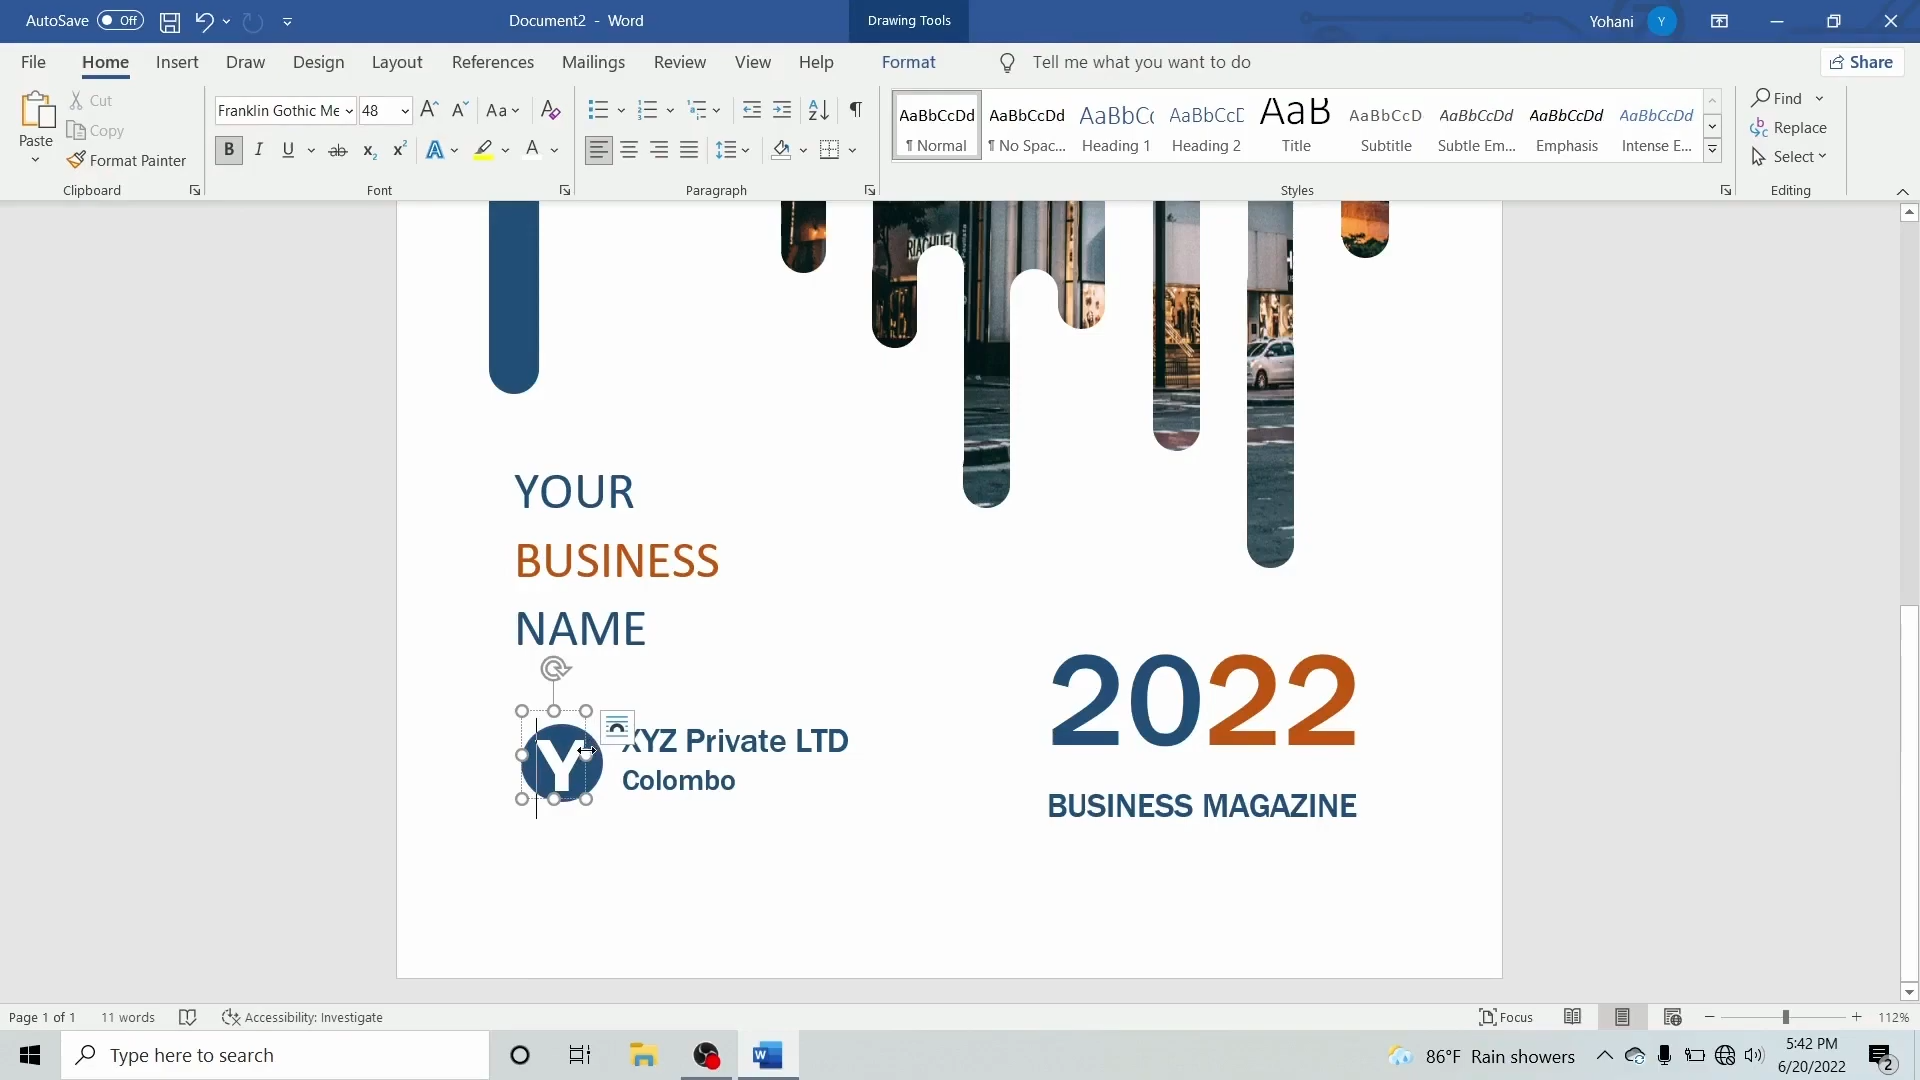 AutoSave Off Document2 - Word Drawing Tools Yohani Y
File Home Insert Draw Design Layout References Mailings Review View Help Format Tell me what you want to do Share
Paste
Cut
Copy
Format Painter
Clipboard
Franklin Gothic Me 48
Font
Paragraph
AaBbCcDd AaBbCcDd AaBbCc AaBbCcD AaB AaBbCcD AaBbCcDd AaBbCcDd AaBbCcDd
¶ Normal ¶ No Spac... Heading 1 Heading 2 Title Subtitle Subtle Em... Emphasis Intense E...
Styles
Find
Replace
Select
Editing
RIACHUEL
YOUR
BUSINESS
NAME
Y
XYZ Private LTD
Colombo
2022
BUSINESS MAGAZINE
Page 1 of 1 11 words Accessibility: Investigate Focus 112%
Type here to search
86°F Rain showers
5:42 PM
6/20/2022
2